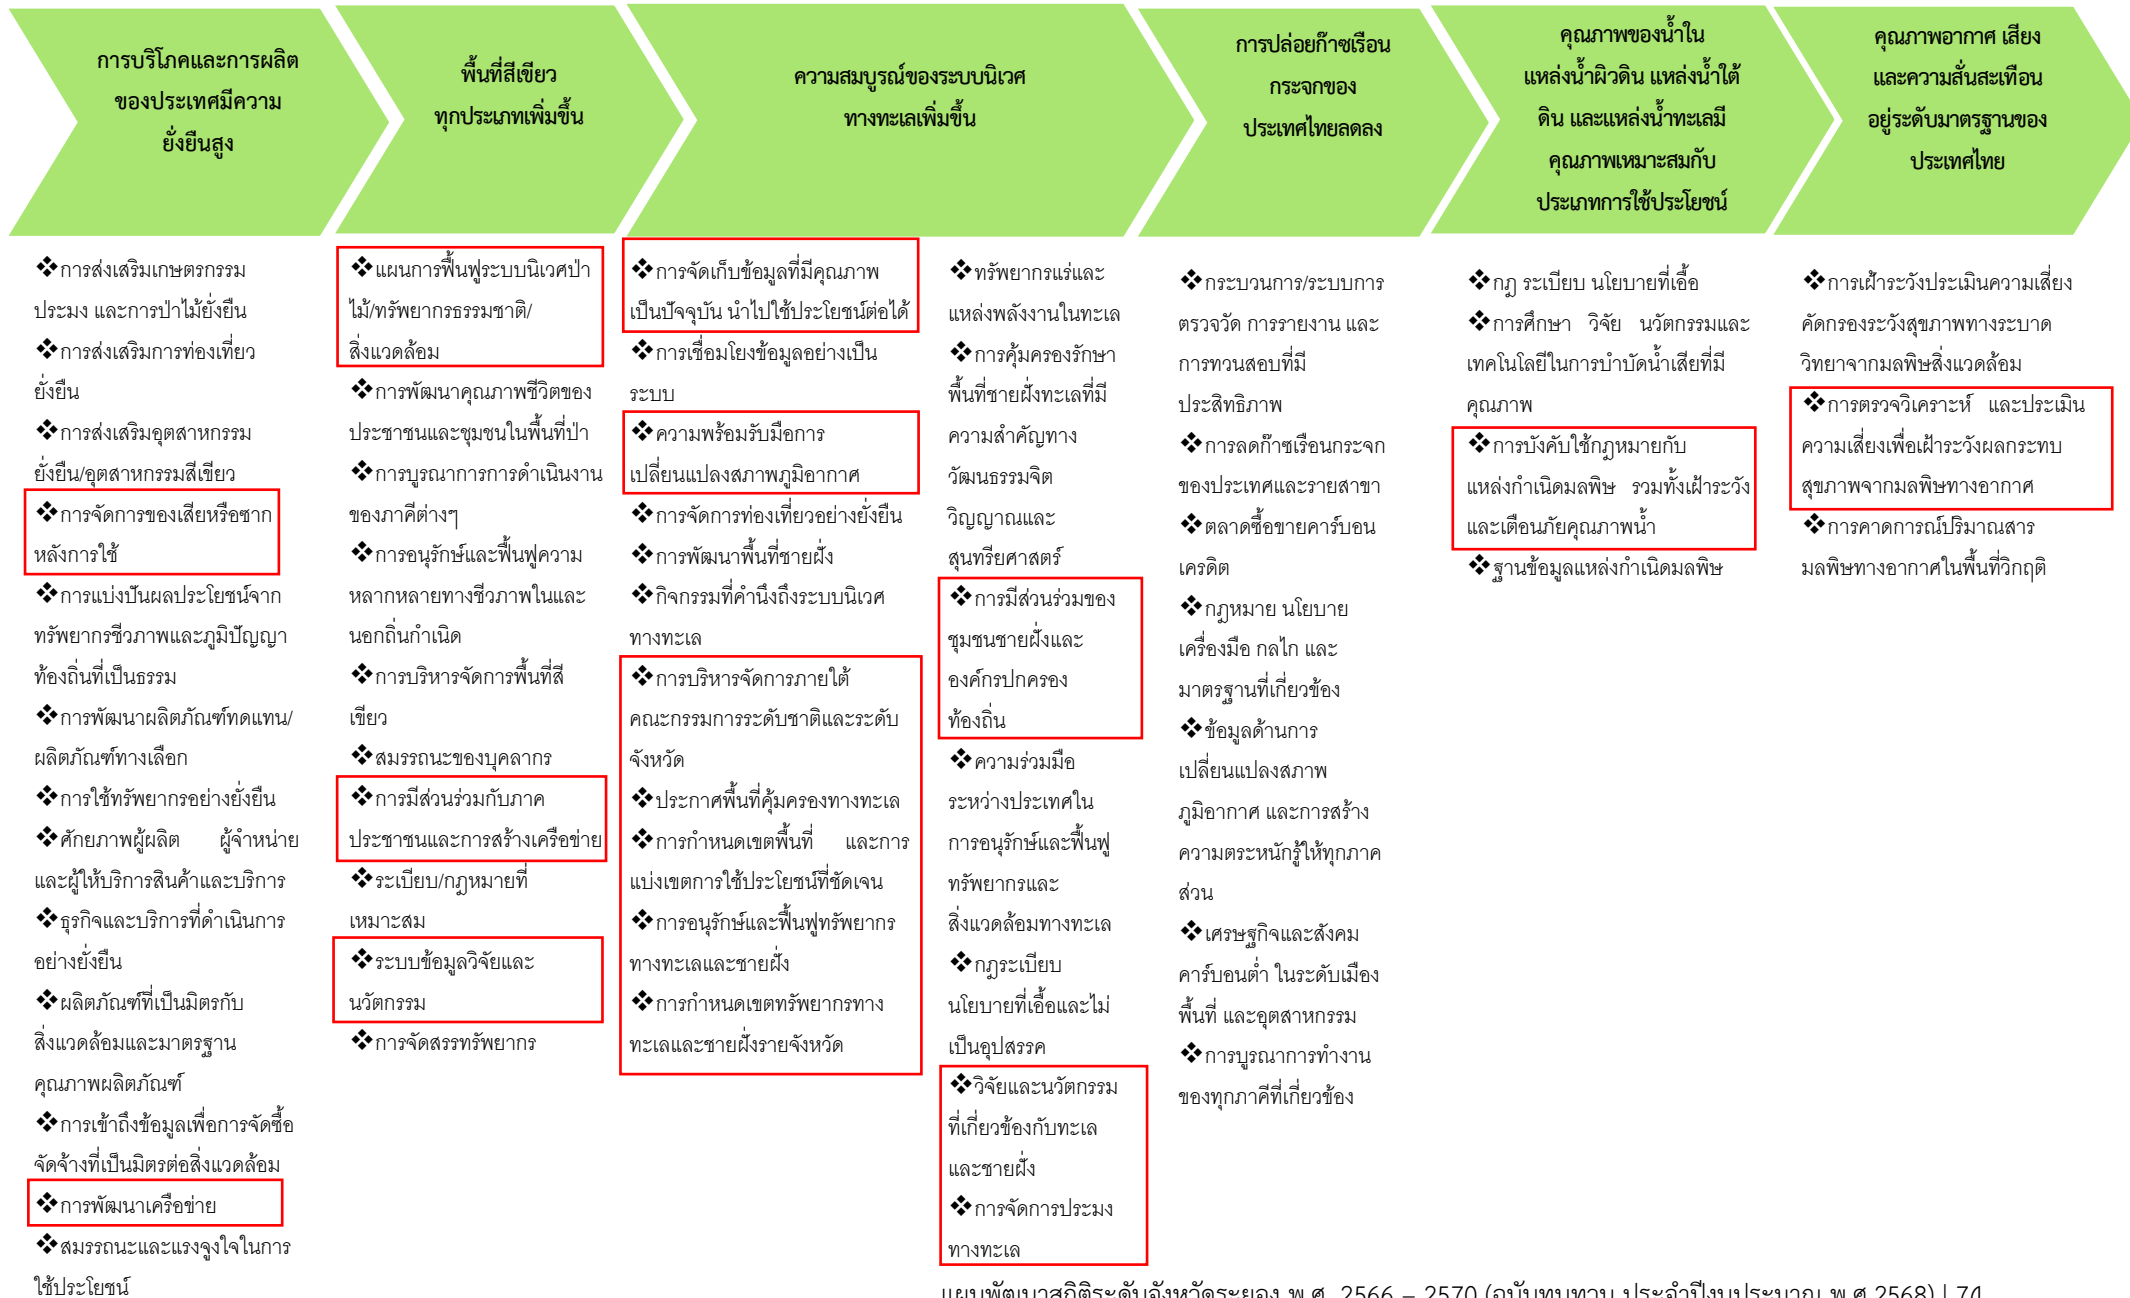 การบริโภคและการผลิต
ของประเทศมีความ
ยั่งยืนสูง
พื้นที่สีเขียว
ทุกประเภทเพิ่มขึ้น
ความสมบูรณ์ของระบบนิเวศ
ทางทะเลเพิ่มขึ้น
การปล่อยก๊าซเรือน
กระจกของ
ประเทศไทยลดลง
คุณภาพของน้ำใน
แหล่งน้ำผิวดิน แหล่งน้ำใต้
ดิน และแหล่งน้ำทะเลมี
คุณภาพเหมาะสมกับ
ประเภทการใช้ประโยชน์
คุณภาพอากาศ เสียง
และความสั่นสะเทือน
อยู่ระดับมาตรฐานของ
ประเทศไทย
❖การส่งเสริมเกษตรกรรม
ประมง และการป่าไม้ยั่งยืน
❖การส่งเสริมการท่องเที่ยว
ยั่งยืน
❖การส่งเสริมอุตสาหกรรม
ยั่งยืน/อุตสาหกรรมสีเขียว
❖การจัดการของเสียหรือซาก
หลังการใช้
❖การแบ่งปันผลประโยชน์จาก
ทรัพยากรชีวภาพและภูมิปัญญา
ท้องถิ่นที่เป็นธรรม
❖การพัฒนาผลิตภัณฑ์ทดแทน/
ผลิตภัณฑ์ทางเลือก
❖การใช้ทรัพยากรอย่างยั่งยืน
❖ศักยภาพผู้ผลิต ผู้จำหน่าย
และผู้ให้บริการสินค้าและบริการ
❖ธุรกิจและบริการที่ดำเนินการ
อย่างยั่งยืน
❖ผลิตภัณฑ์ที่เป็นมิตรกับ
สิ่งแวดล้อมและมาตรฐาน
คุณภาพผลิตภัณฑ์
❖การเข้าถึงข้อมูลเพื่อการจัดซื้อ
จัดจ้างที่เป็นมิตรต่อสิ่งแวดล้อม
❖การพัฒนาเครือข่าย
❖สมรรถนะและแรงจูงใจในการ
ใช้ประโยชน์
❖แผนการฟื้นฟูระบบนิเวศป่า
ไม้/ทรัพยากรธรรมชาติ/
สิ่งแวดล้อม
❖การพัฒนาคุณภาพชีวิตของ
ประชาชนและชุมชนในพื้นที่ป่า
❖การบูรณาการการดำเนินงาน
ของภาคีต่างๆ
❖การอนุรักษ์และฟื้นฟูความ
หลากหลายทางชีวภาพในและ
นอกถิ่นกำเนิด
❖การบริหารจัดการพื้นที่สี
เขียว
❖สมรรถนะของบุคลากร
❖การมีส่วนร่วมกับภาค
ประชาชนและการสร้างเครือข่าย
❖ระเบียบ/กฎหมายที่
เหมาะสม
❖ระบบข้อมูลวิจัยและ
นวัตกรรม
❖การจัดสรรทรัพยากร
❖การจัดเก็บข้อมูลที่มีคุณภาพ
เป็นปัจจุบัน นำไปใช้ประโยชน์ต่อได้
❖การเชื่อมโยงข้อมูลอย่างเป็น
ระบบ
❖ความพร้อมรับมือการ
เปลี่ยนแปลงสภาพภูมิอากาศ
❖การจัดการท่องเที่ยวอย่างยั่งยืน
❖การพัฒนาพื้นที่ชายฝั่ง
❖กิจกรรมที่คำนึงถึงระบบนิเวศ
ทางทะเล
❖การบริหารจัดการภายใต้
คณะกรรมการระดับชาติและระดับ
จังหวัด
❖ประกาศพื้นที่คุ้มครองทางทะเล
❖การกำหนดเขตพื้นที่ และการ
แบ่งเขตการใช้ประโยชน์ที่ชัดเจน
❖การอนุรักษ์และฟื้นฟูทรัพยากร
ทางทะเลและชายฝั่ง
❖การกำหนดเขตทรัพยากรทาง
ทะเลและชายฝั่งรายจังหวัด
❖ทรัพยากรแร่และ
แหล่งพลังงานในทะเล
❖การคุ้มครองรักษา
พื้นที่ชายฝั่งทะเลที่มี
ความสำคัญทาง
วัฒนธรรมจิต
วิญญาณและ
สุนทรียศาสตร์
❖การมีส่วนร่วมของ
ชุมชนชายฝั่งและ
องค์กรปกครอง
ท้องถิ่น
❖ความร่วมมือ
ระหว่างประเทศใน
การอนุรักษ์และฟื้นฟู
ทรัพยากรและ
สิ่งแวดล้อมทางทะเล
❖กฎระเบียบ
นโยบายที่เอื้อและไม่
เป็นอุปสรรค
❖วิจัยและนวัตกรรม
ที่เกี่ยวข้องกับทะเล
และชายฝั่ง
❖การจัดการประมง
ทางทะเล
❖กระบวนการ/ระบบการ
ตรวจวัด การรายงาน และ
การทวนสอบที่มี
ประสิทธิภาพ
❖การลดก๊าซเรือนกระจก
ของประเทศและรายสาขา
❖ตลาดซื้อขายคาร์บอน
เครดิต
❖กฎหมาย นโยบาย
เครื่องมือ กลไก และ
มาตรฐานที่เกี่ยวข้อง
❖ข้อมูลด้านการ
เปลี่ยนแปลงสภาพ
ภูมิอากาศ และการสร้าง
ความตระหนักรู้ให้ทุกภาค
ส่วน
❖เศรษฐกิจและสังคม
คาร์บอนต่ำ ในระดับเมือง
พื้นที่ และอุตสาหกรรม
❖การบูรณาการทำงาน
ของทุกภาคีที่เกี่ยวข้อง
❖กฎ ระเบียบ นโยบายที่เอื้อ
❖การศึกษา วิจัย นวัตกรรมและ
เทคโนโลยีในการบำบัดน้ำเสียที่มี
คุณภาพ
❖การบังคับใช้กฎหมายกับ
แหล่งกำเนิดมลพิษ รวมทั้งเฝ้าระวัง
และเตือนภัยคุณภาพน้ำ
❖ฐานข้อมูลแหล่งกำเนิดมลพิษ
❖การเฝ้าระวังประเมินความเสี่ยง
คัดกรองระวังสุขภาพทางระบาด
วิทยาจากมลพิษสิ่งแวดล้อม
❖การตรวจวิเคราะห์ และประเมิน
ความเสี่ยงเพื่อเฝ้าระวังผลกระทบ
สุขภาพจากมลพิษทางอากาศ
❖การคาดการณ์ปริมาณสาร
มลพิษทางอากาศในพื้นที่วิกฤติ
แผนพัฒนาสถิติระดับจังหวัดระยอง พ.ศ. 2566 – 2570 (ฉบับทบทวน ประจำปีงบประมาณ พ.ศ.2568) | 74